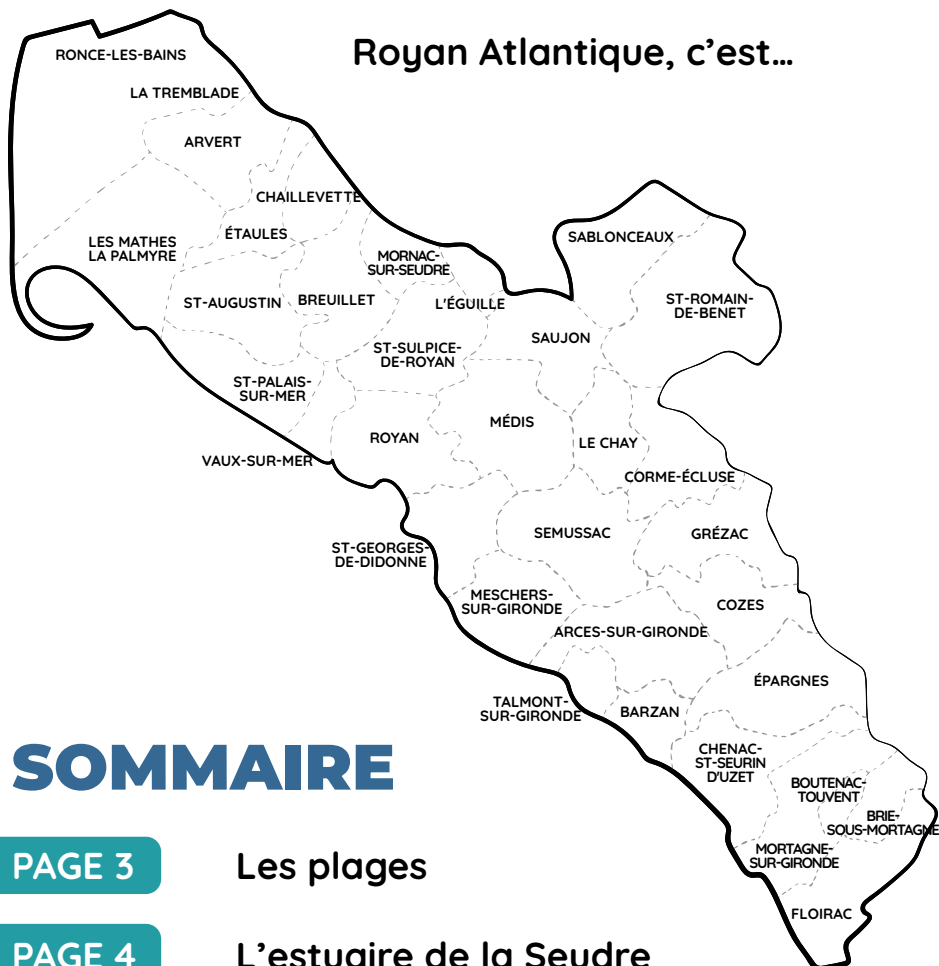 Royan Atlantique, c’est…
RONCE-LES-BAINS
LA TREMBLADE
ARVERT
CHAILLEVETTE
ÉTAULES
LES MATHES
LA PALMYRE
MORNAC-
SUR-SEUDRE
SABLONCEAUX
ST-AUGUSTIN
BREUILLET
L'ÉGUILLE
ST-ROMAIN-
DE-BENET
SAUJON
ST-SULPICE-
DE-ROYAN
ST-PALAIS-
SUR-MER
MÉDIS
ROYAN
LE CHAY
VAUX-SUR-MER
CORME-ÉCLUSE
SEMUSSAC
GRÉZAC
ST-GEORGES-
DE-DIDONNE
MESCHERS-
SUR-GIRONDE
COZES
ARCES-SUR-GIRONDE
ÉPARGNES
TALMONT-
SUR-GIRONDE
BARZAN
CHENAC-
ST-SEURIN
D'UZET
BOUTENAC-
TOUVENT
BRIE-
SOUS-MORTAGNE
MORTAGNE-
SUR-GIRONDE
FLOIRAC
SOMMAIRE
PAGE 3 Les plages
PAGE 4 L’estuaire de la Seudre